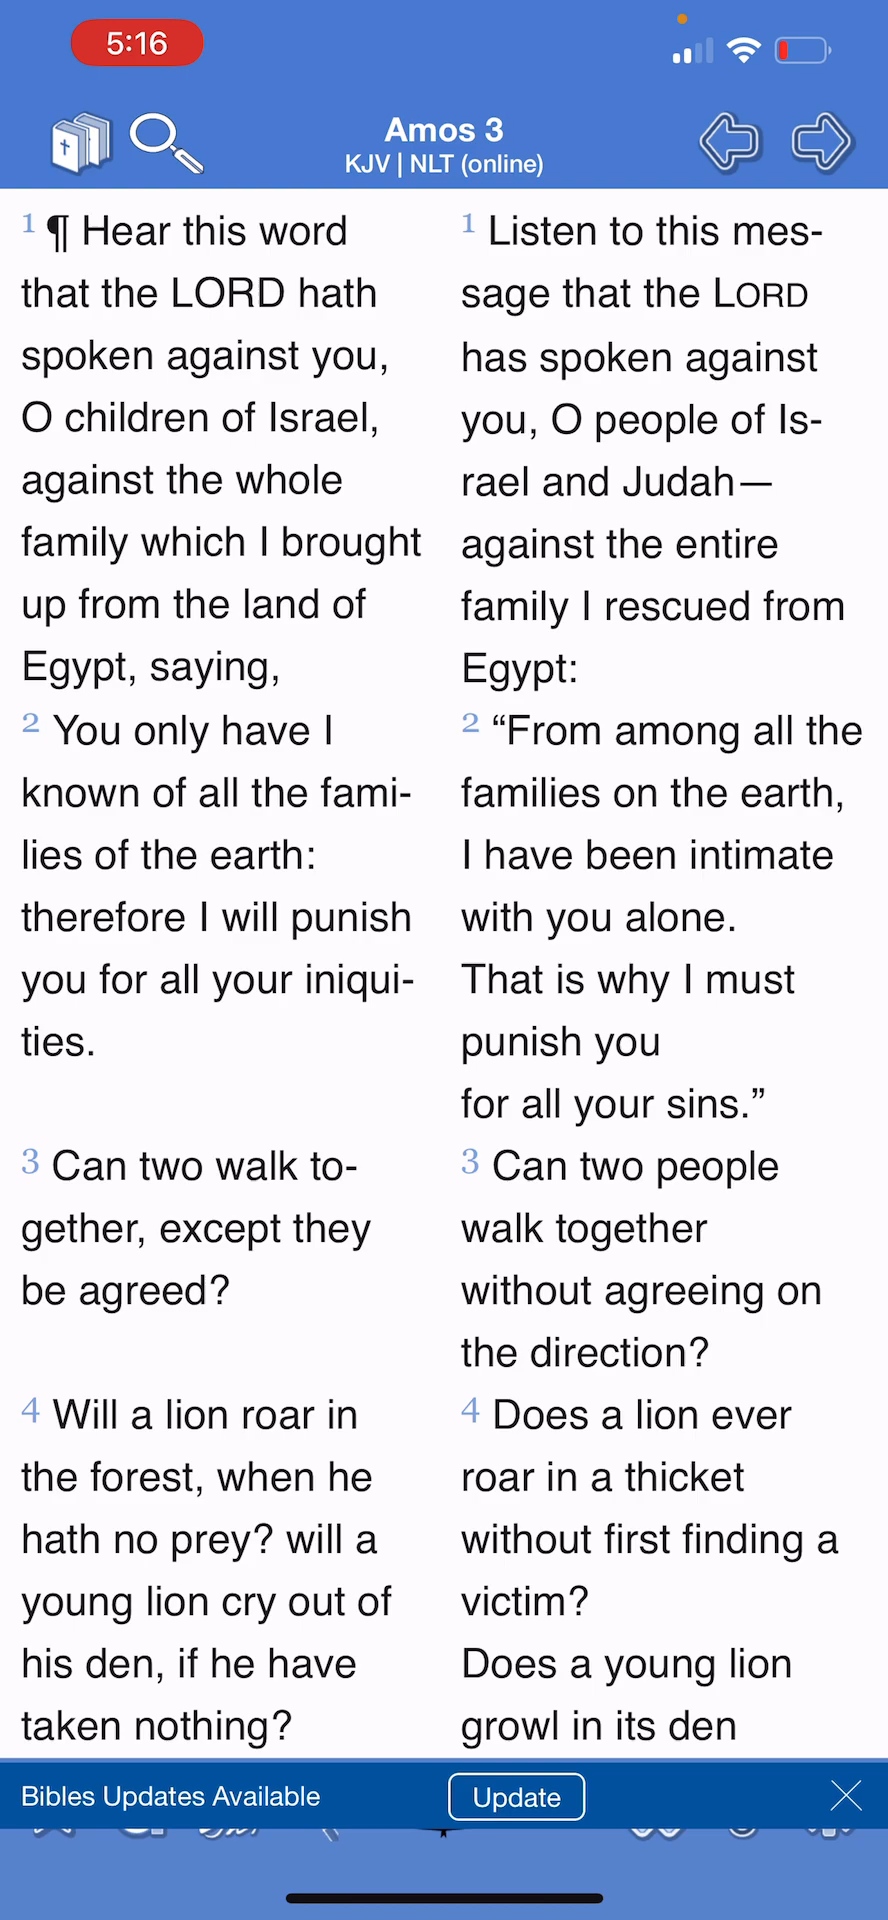 5:16
Amos 3
KJV | NLT (online)
1 ¶ Hear this word
that the LORD hath
spoken against you,
O children of Israel,
against the whole
family which I brought
up from the land of
Egypt, saying,
2 You only have I
known of all the fami-
lies of the earth:
therefore I will punish
you for all your iniqui-
ties.
3 Can two walk to-
gether, except they
be agreed?
4 Will a lion roar in
the forest, when he
hath no prey? will a
young lion cry out of
his den, if he have
taken nothing?
1 Listen to this mes-
sage that the LORD
has spoken against
you, O people of Is-
rael and Judah—
against the entire
family I rescued from
Egypt:
2 “From among all the
families on the earth,
I have been intimate
with you alone.
That is why I must
punish you
for all your sins.”
3 Can two people
walk together
without agreeing on
the direction?
4 Does a lion ever
roar in a thicket
without first finding a
victim?
Does a young lion
growl in its den
Bibles Updates Available
Update